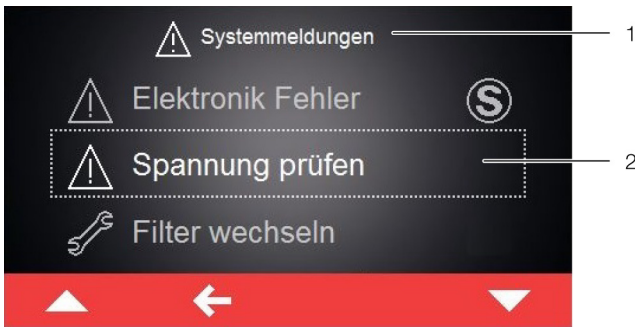 Systemmeldungen 1
Elektronik Fehler S
Spannung prüfen 2
Filter wechseln